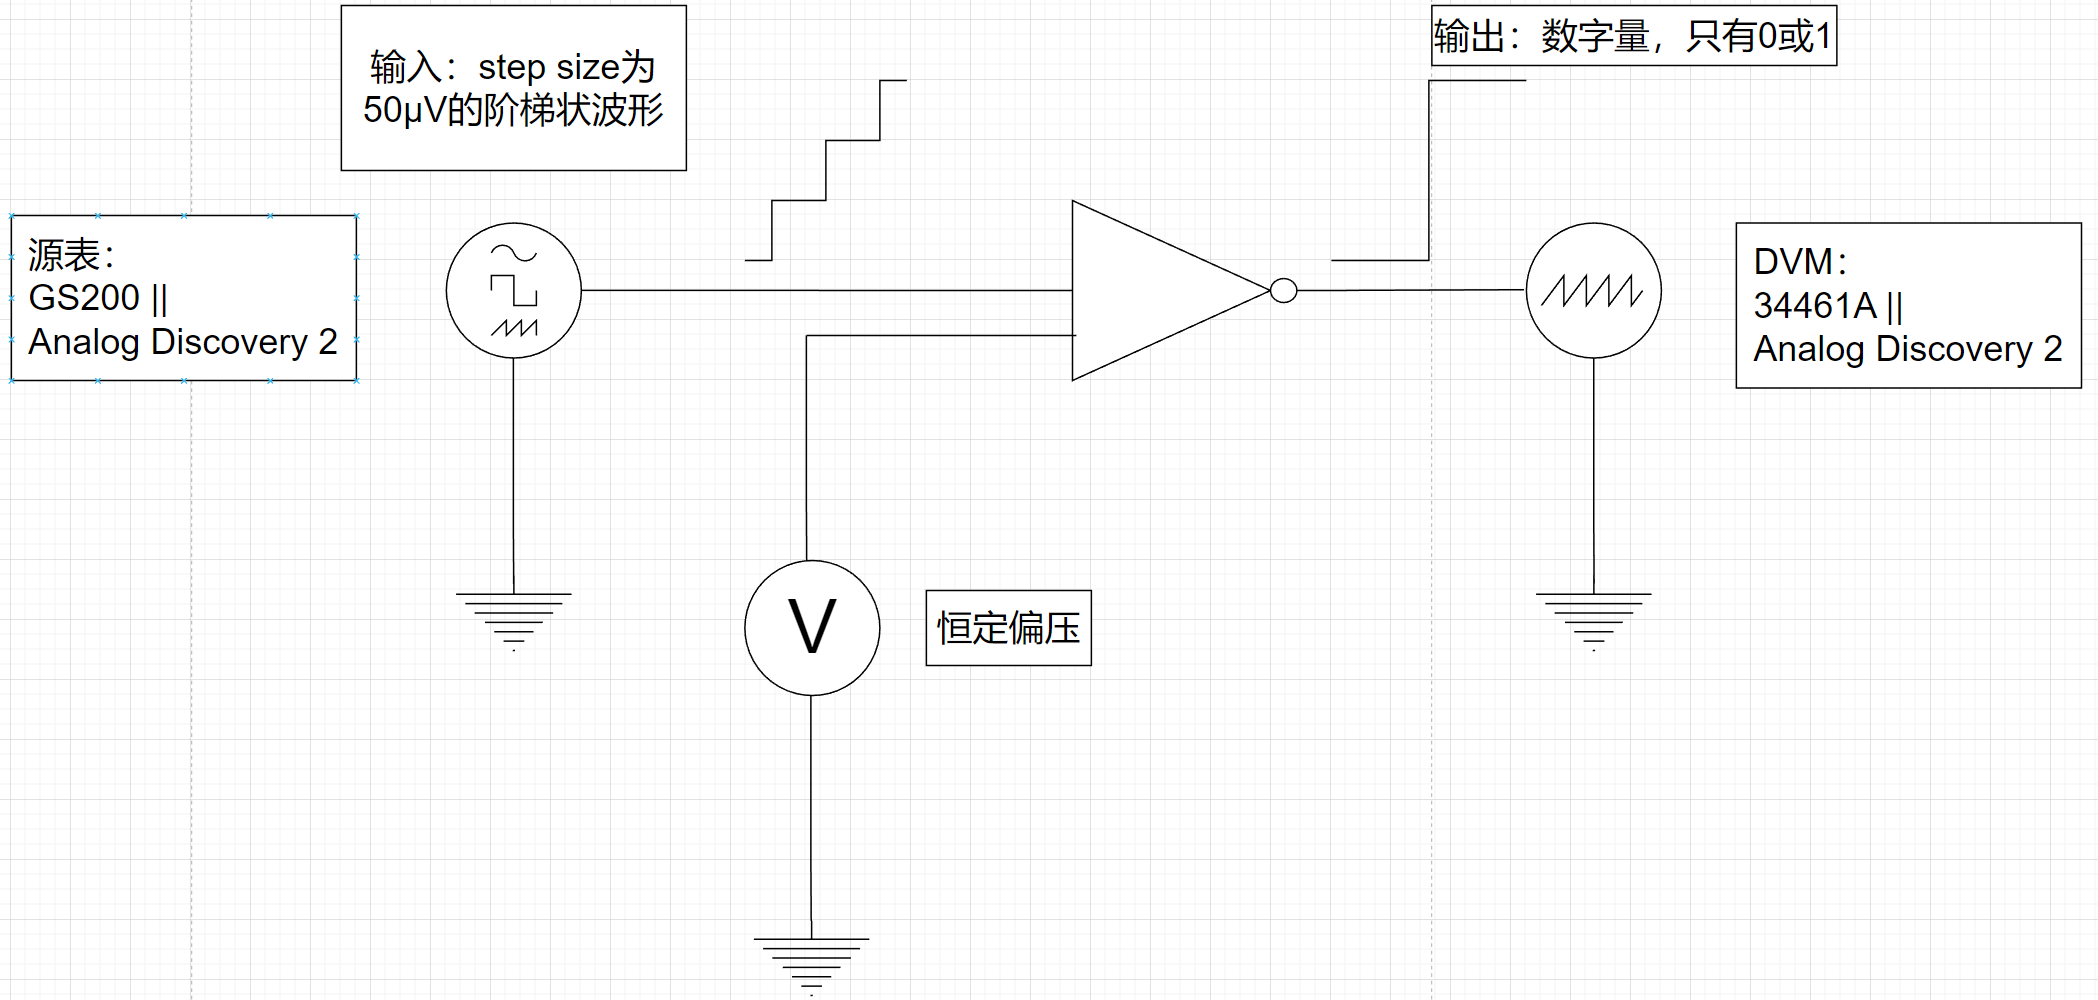 输入：step size为
50μV的阶梯状波形
输出：数字量，只有0或1
源表：
GS200 ||
Analog Discovery 2
DVM：
34461A ||
Analog Discovery 2
V
恒定偏压